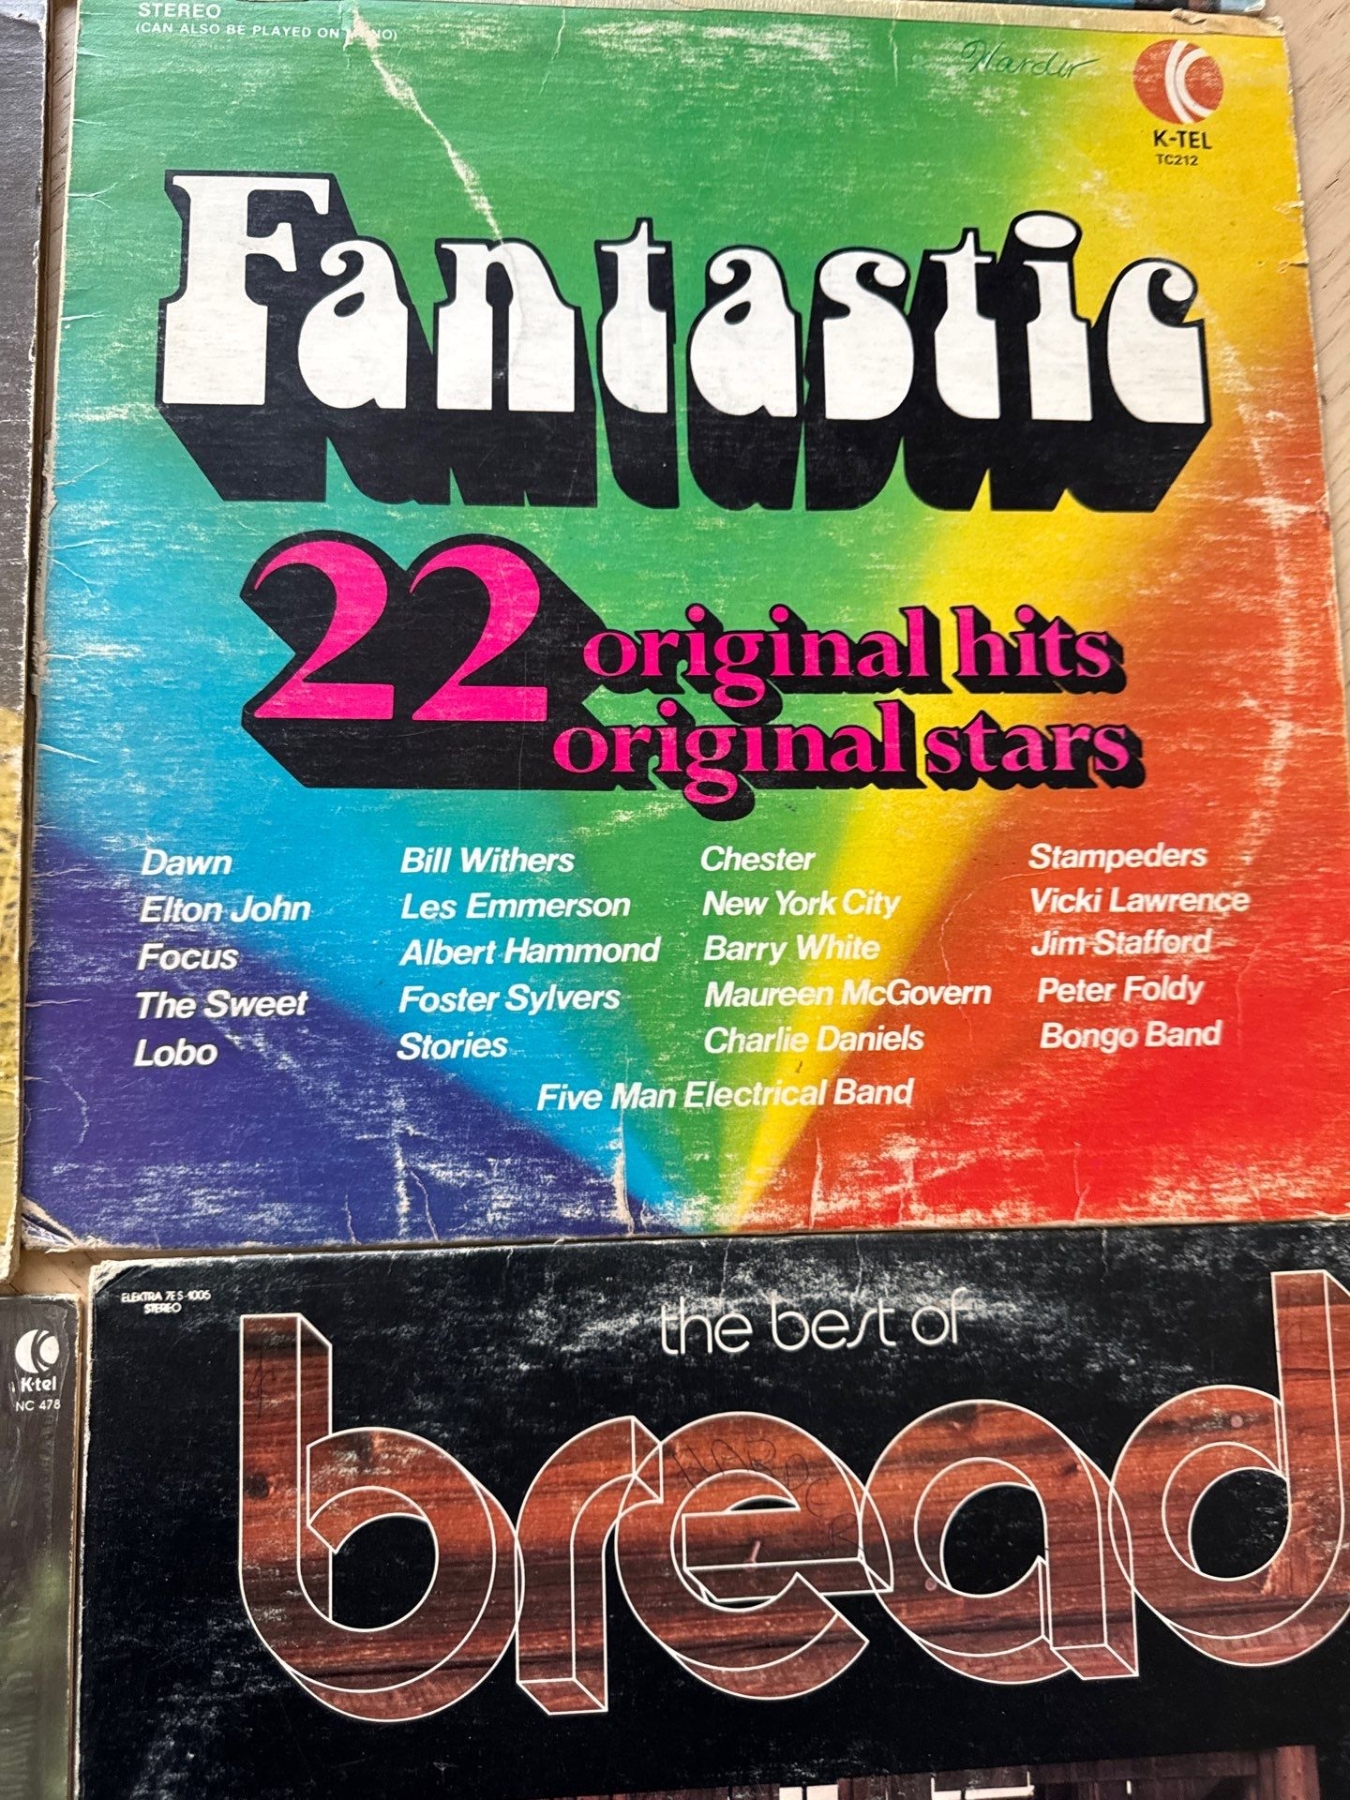 STEREO
(CAN ALSO BE PLAYED ON MONO)
K-TEL
TC212
Fantastic
22 original hits
original stars
Dawn
Elton John
Focus
The Sweet
Lobo
Bill Withers
Les Emmerson
Albert Hammond
Foster Sylvers
Stories
Chester
New York City
Barry White
Maureen McGovern
Charlie Daniels
Stampeders
Vicki Lawrence
Jim Stafford
Peter Foldy
Bongo Band
Five Man Electrical Band
ELEKTRA 7ES-1005
STEREO
the best of
bread
K-tel
NC 478